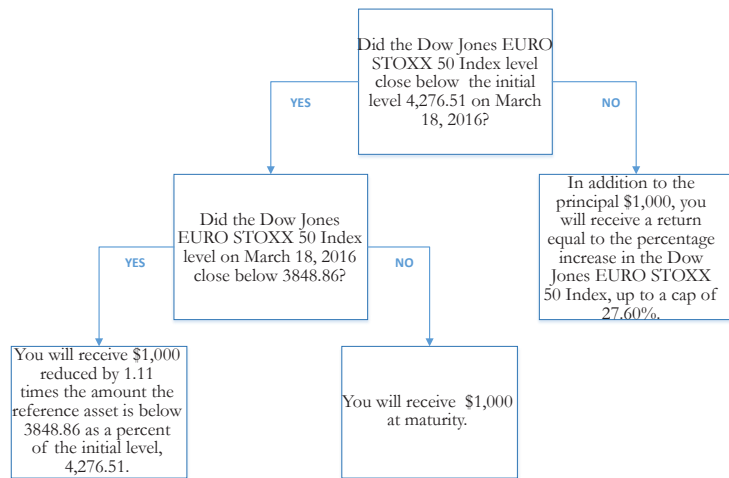 Did the Dow Jones EURO
STOXX 50 Index level
close below the initial
level 4,276.51 on March
18, 2016?
YES
NO
Did the Dow Jones
EURO STOXX 50 Index
level on March 18, 2016
close below 3848.86?
In addition to the
principal $1,000, you
will receive a return
equal to the percentage
increase in the Dow
Jones EURO STOXX
50 Index, up to a cap of
27.60%.
YES
NO
You will receive $1,000
reduced by 1.11
times the amount the
reference asset is below
3848.86 as a percent
of the initial level,
4,276.51.
You will receive $1,000
at maturity.